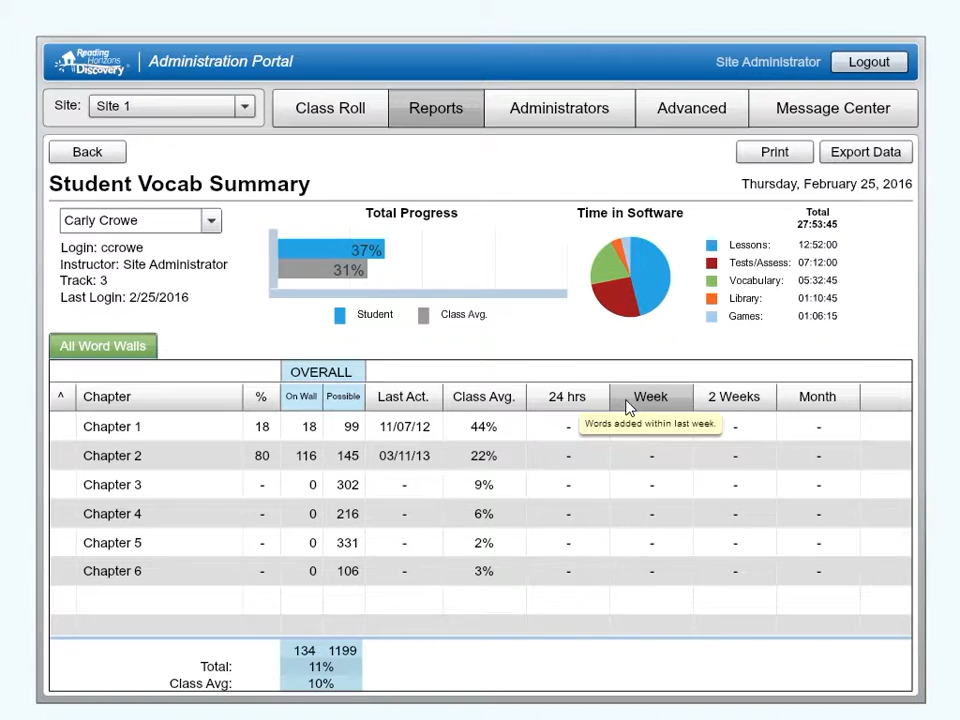 Reading Horizons Discovery
Administration Portal
Site Administrator
Logout
Site:
Site 1
Class Roll
Reports
Administrators
Advanced
Message Center
Back
Print
Export Data
Student Vocab Summary
Thursday, February 25, 2016
Carly Crowe
Login: ccrowe
Instructor: Site Administrator
Track: 3
Last Login: 2/25/2016
Total Progress
37%
31%
Student
Class Avg.
Time in Software
Total
27:53:45
Lessons: 12:52:00
Tests/Assess: 07:12:00
Vocabulary: 05:32:45
Library: 01:10:45
Games: 01:06:15
All Word Walls
OVERALL
^ Chapter % On Wall Possible Last Act. Class Avg. 24 hrs Week 2 Weeks Month
Words added within last week.
Chapter 1 18 18 99 11/07/12 44% - - -
Chapter 2 80 116 145 03/11/13 22% - - - -
Chapter 3 - 0 302 - 9% - - - -
Chapter 4 - 0 216 - 6% - - - -
Chapter 5 - 0 331 - 2% - - - -
Chapter 6 - 0 106 - 3% - - - -
134 1199
Total: 11%
Class Avg: 10%